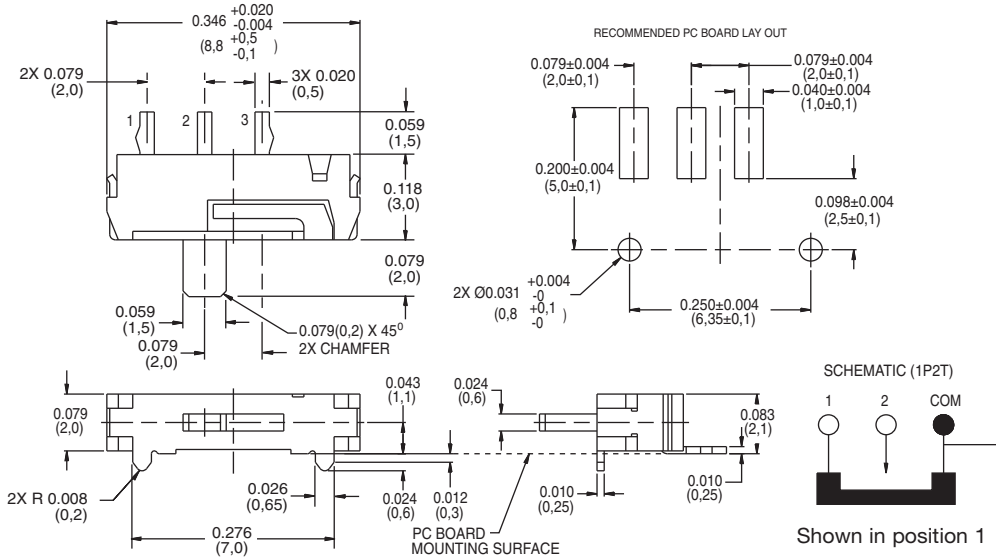 0.346 +0.020 -0.004
(8,8 +0,5 -0,1 )
2X 0.079
(2,0)
3X 0.020
(0,5)
1 2 3
0.059
(1,5)
0.118
(3,0)
0.079
(2,0)
0.059
(1,5)
0.079
(2,0)
0.079(0,2) X 45⁰
2X CHAMFER
RECOMMENDED PC BOARD LAY OUT
0.079±0.004
(2,0±0,1)
0.079±0.004
(2,0±0,1)
0.040±0.004
(1,0±0,1)
0.200±0.004
(5,0±0,1)
0.098±0.004
(2,5±0,1)
2X Ø0.031 +0.004 -0
(0,8 +0,1 -0 )
0.250±0.004
(6,35±0,1)
0.079
(2,0)
0.043
(1,1)
2X R 0.008
(0,2)
0.026
(0,65)
0.024
(0,6)
0.012
(0,3)
0.276
(7,0)
PC BOARD
MOUNTING SURFACE
0.024
(0,6)
0.083
(2,1)
0.010
(0,25)
0.010
(0,25)
SCHEMATIC (1P2T)
1 2 COM
Shown in position 1